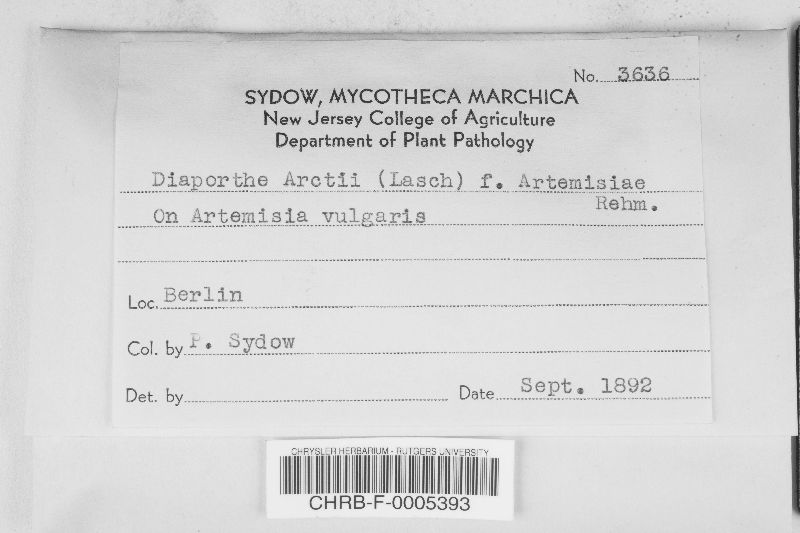 No. 3636
SYDOW, MYCOTHECA MARCHICA
New Jersey College of Agriculture
Department of Plant Pathology
Diaporthe Arctii (Lasch) f. Artemisiae
Rehm.
On Artemisia vulgaris
Loc. Berlin
Col. by P. Sydow
Det. by
Date Sept. 1892
CHRYSLER HERBARIUM - RUTGERS UNIVERSITY
CHRB-F-0005393